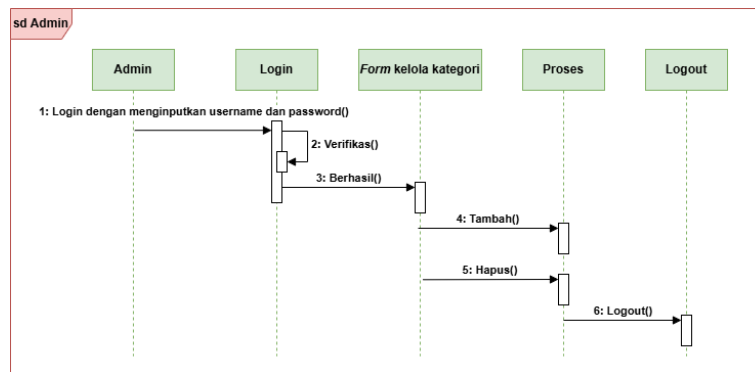 sd Admin
Admin
Login
Form kelola kategori
Proses
Logout
1: Login dengan menginputkan username dan password()
2: Verifikas()
3: Berhasil()
4: Tambah()
5: Hapus()
6: Logout()